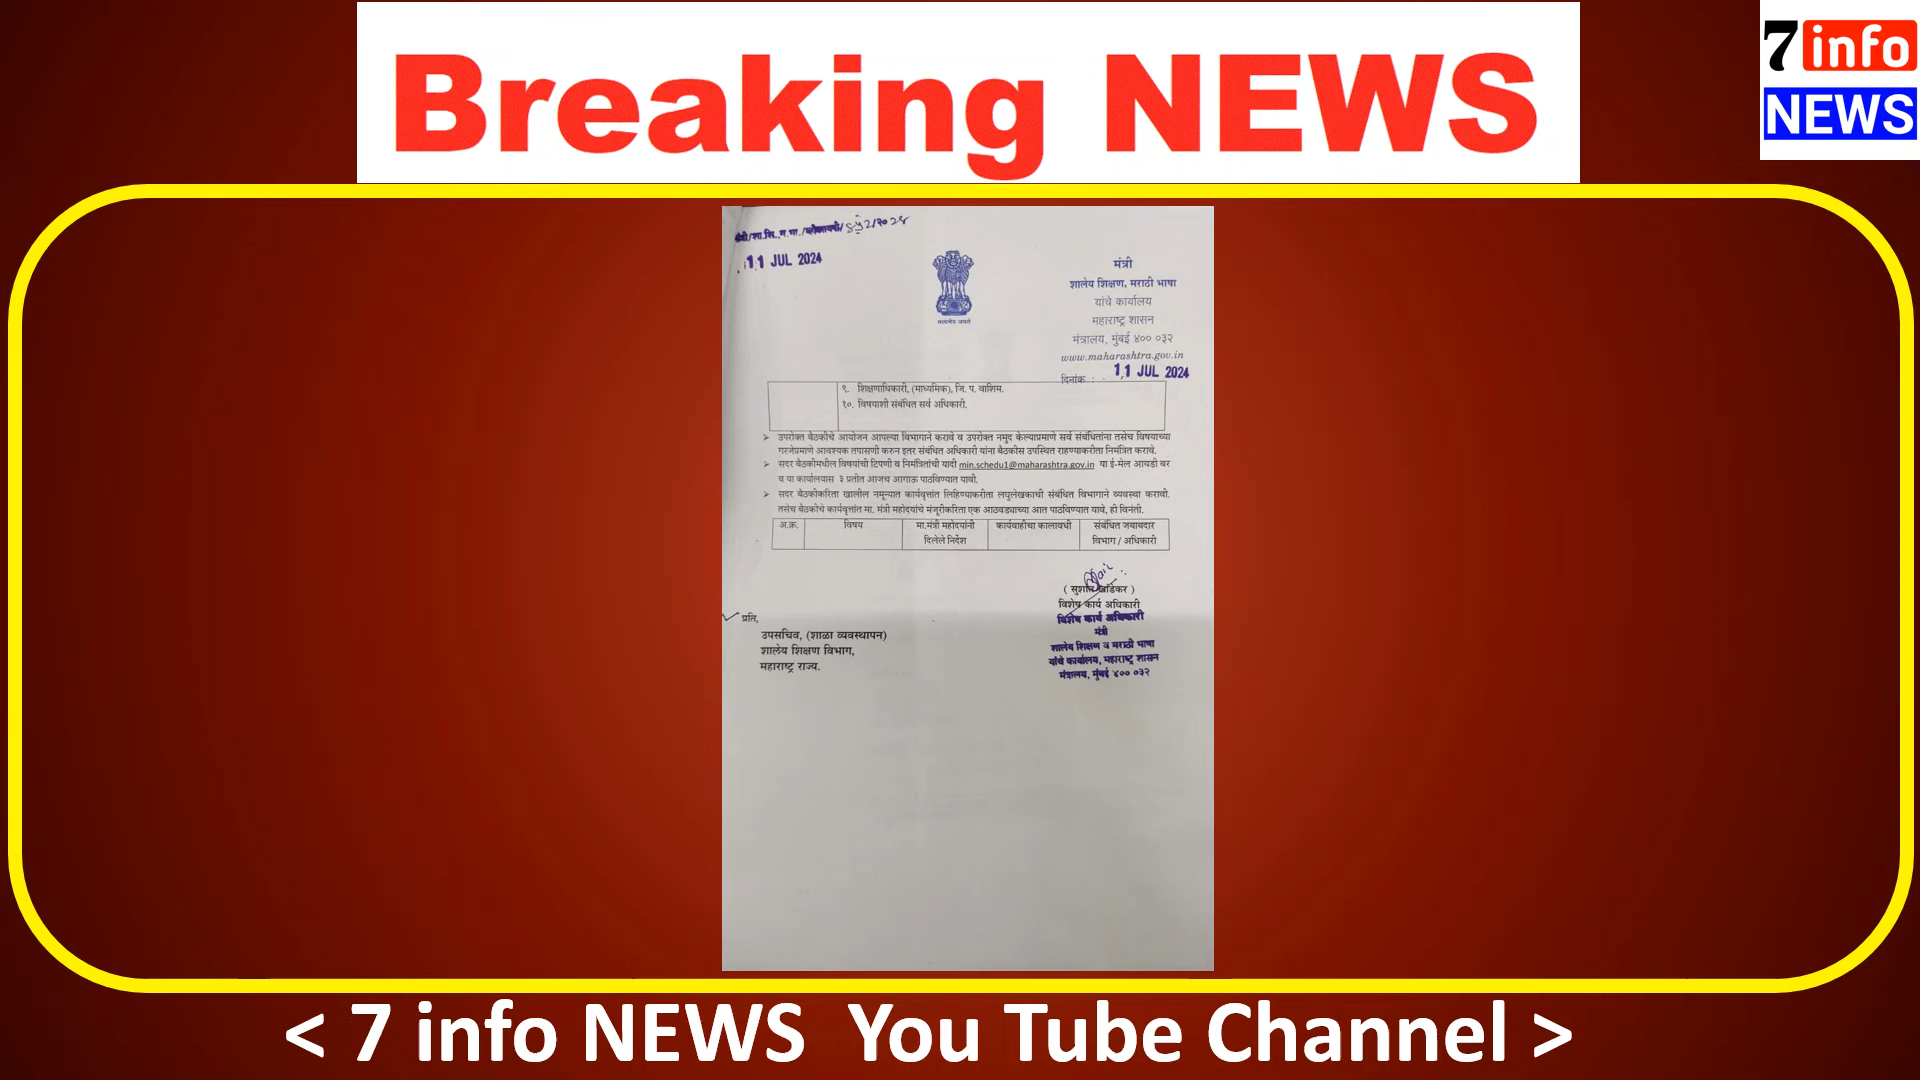 Breaking NEWS
7 info
NEWS
11 JUL 2024
सत्यमेव जयते
मंत्री
शालेय शिक्षण, मराठी भाषा
यांचे कार्यालय
महाराष्ट्र शासन
मंत्रालय, मुंबई ४०० ०३२
www.maharashtra.gov.in
दिनांक : 11 JUL 2024
९. शिक्षणाधिकारी, (माध्यमिक), जि. प. वाशिम.
१०. विषयाशी संबंधित सर्व अधिकारी.
➢ उपरोक्त बैठकीचे आयोजन आपल्या विभागाने करावे व उपरोक्त नमुद केल्याप्रमाणे सर्व संबंधितांना तसेच विषयाच्या
गरजेप्रमाणे आवश्यक तपासणी करुन इतर संबंधित अधिकारी यांना बैठकीस उपस्थित राहण्याकरीता निमंत्रित करावे.
➢ सदर बैठकीमधील विषयांची टिपणी व निमंत्रितांची यादी min.schedu1@maharashtra.gov.in या ई-मेल आयडी वर
व या कार्यालयास ३ प्रतीत आजच आगाऊ पाठविण्यात यावी.
➢ सदर बैठकीकरिता खालील नमून्यात कार्यवृत्तांत लिहिण्याकरीता लघुलेखकाची संबंधित विभागाने व्यवस्था करावी.
तसेच बैठकीचे कार्यवृत्तांत मा. मंत्री महोदयांचे मंजूरीकरिता एक आठवड्याच्या आत पाठविण्यात यावे, ही विनंती.
अ.क्र. विषय मा.मंत्री महोदयांनी कार्यवाहीचा कालावधी संबंधित जबाबदार
दिलेले निर्देश विभाग / अधिकारी
विशेष कार्य अधिकारी
विशेष कार्य अधिकारी
मंत्री
शालेय शिक्षण व मराठी भाषा
यांचे कार्यालय, महाराष्ट्र शासन
मंत्रालय, मुंबई ४०० ०३२
प्रति,
उपसचिव, (शाळा व्यवस्थापन)
शालेय शिक्षण विभाग,
महाराष्ट्र राज्य.
< 7 info NEWS You Tube Channel >